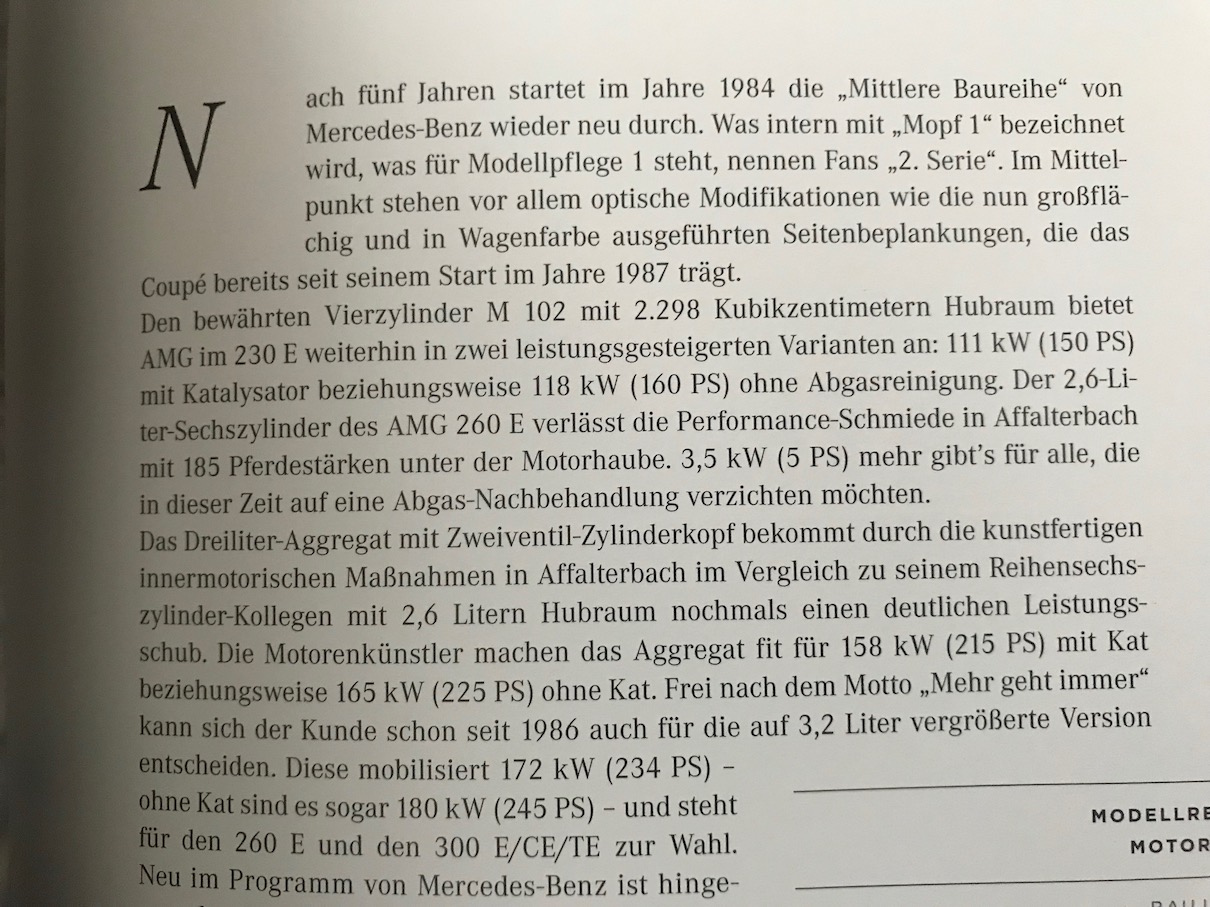 Nach fünf Jahren startet im Jahre 1984 die „Mittlere Baureihe“ von
Mercedes-Benz wieder neu durch. Was intern mit „Mopf 1“ bezeichnet
wird, was für Modellpflege 1 steht, nennen Fans „2. Serie“. Im Mittel-
punkt stehen vor allem optische Modifikationen wie die nun großflä-
chig und in Wagenfarbe ausgeführten Seitenbeplankungen, die das
Coupé bereits seit seinem Start im Jahre 1987 trägt.
Den bewährten Vierzylinder M 102 mit 2.298 Kubikzentimetern Hubraum bietet
AMG im 230 E weiterhin in zwei leistungsgesteigerten Varianten an: 111 kW (150 PS)
mit Katalysator beziehungsweise 118 kW (160 PS) ohne Abgasreinigung. Der 2,6-Li-
ter-Sechszylinder des AMG 260 E verlässt die Performance-Schmiede in Affalterbach
mit 185 Pferdestärken unter der Motorhaube. 3,5 kW (5 PS) mehr gibt’s für alle, die
in dieser Zeit auf eine Abgas-Nachbehandlung verzichten möchten.
Das Dreiliter-Aggregat mit Zweiventil-Zylinderkopf bekommt durch die kunstfertigen
innermotorischen Maßnahmen in Affalterbach im Vergleich zu seinem Reihensechs-
zylinder-Kollegen mit 2,6 Litern Hubraum nochmals einen deutlichen Leistungs-
schub. Die Motorenkünstler machen das Aggregat fit für 158 kW (215 PS) mit Kat
beziehungsweise 165 kW (225 PS) ohne Kat. Frei nach dem Motto „Mehr geht immer“
kann sich der Kunde schon seit 1986 auch für die auf 3,2 Liter vergrößerte Version
entscheiden. Diese mobilisiert 172 kW (234 PS) –
ohne Kat sind es sogar 180 kW (245 PS) – und steht
für den 260 E und den 300 E/CE/TE zur Wahl.
Neu im Programm von Mercedes-Benz ist hinge-
MODELLRE
MOTOR